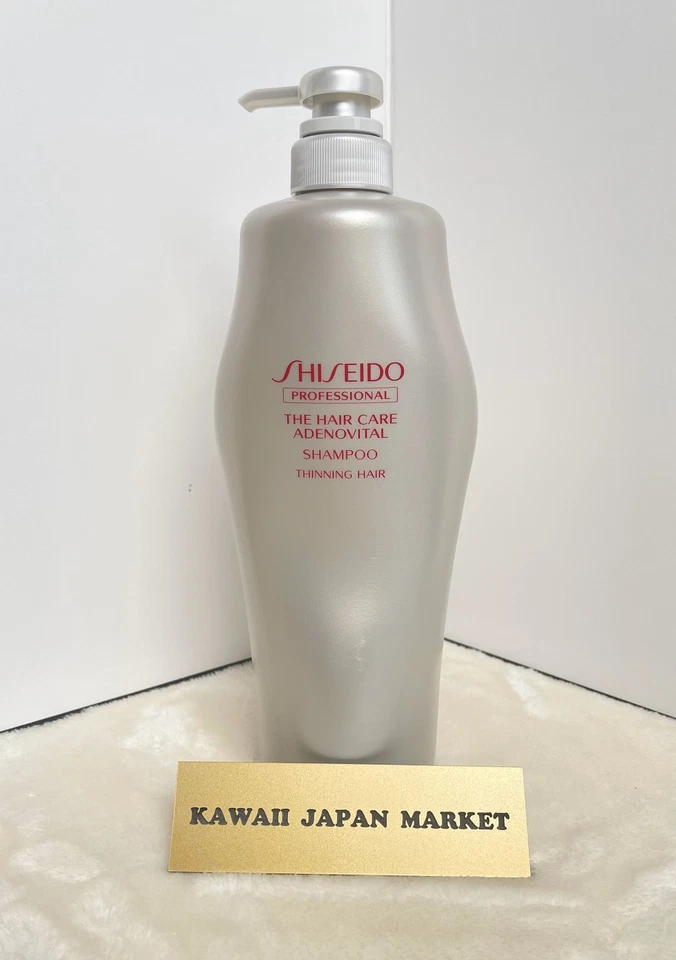 SHISEIDO
PROFESSIONAL
THE HAIR CARE
ADENOVITAL
SHAMPOO
THINNING HAIR
KAWAII JAPAN MARKET